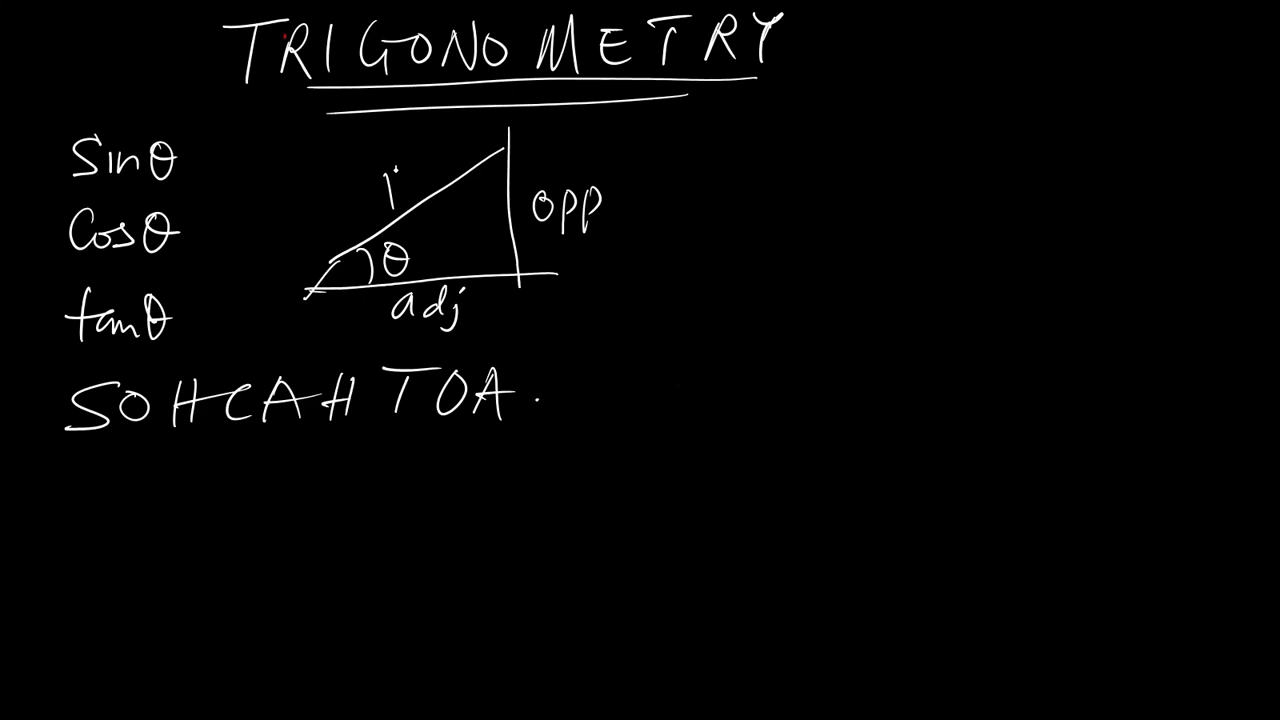 TRIGONOMETRY
Sinθ
Cosθ
tanθ
θ
opp
adj
SOHCAHTOA.